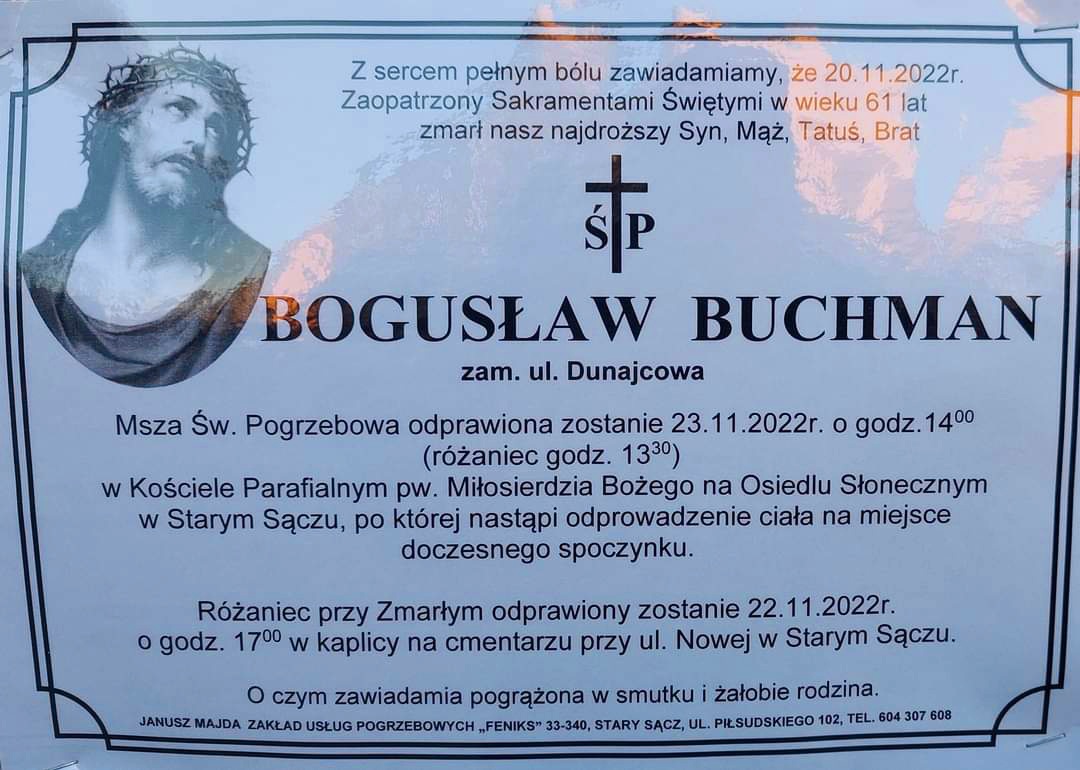 Z sercem pełnym bólu zawiadamiamy, że 20.11.2022r.
Zaopatrzony Sakramentami Świętymi w wieku 61 lat
zmarł nasz najdroższy Syn, Mąż, Tatuś, Brat
Ś P
BOGUSŁAW BUCHMAN
zam. ul. Dunajcowa
Msza Św. Pogrzebowa odprawiona zostanie 23.11.2022r. o godz.14⁰⁰
(różaniec godz. 13³⁰)
w Kościele Parafialnym pw. Miłosierdzia Bożego na Osiedlu Słonecznym
w Starym Sączu, po której nastąpi odprowadzenie ciała na miejsce
doczesnego spoczynku.
Różaniec przy Zmarłym odprawiony zostanie 22.11.2022r.
o godz. 17⁰⁰ w kaplicy na cmentarzu przy ul. Nowej w Starym Sączu.
O czym zawiadamia pogrążona w smutku i żałobie rodzina.
JANUSZ MAJDA ZAKŁAD USŁUG POGRZEBOWYCH „FENIKS” 33-340, STARY SĄCZ, UL. PIŁSUDSKIEGO 102, TEL. 604 307 608